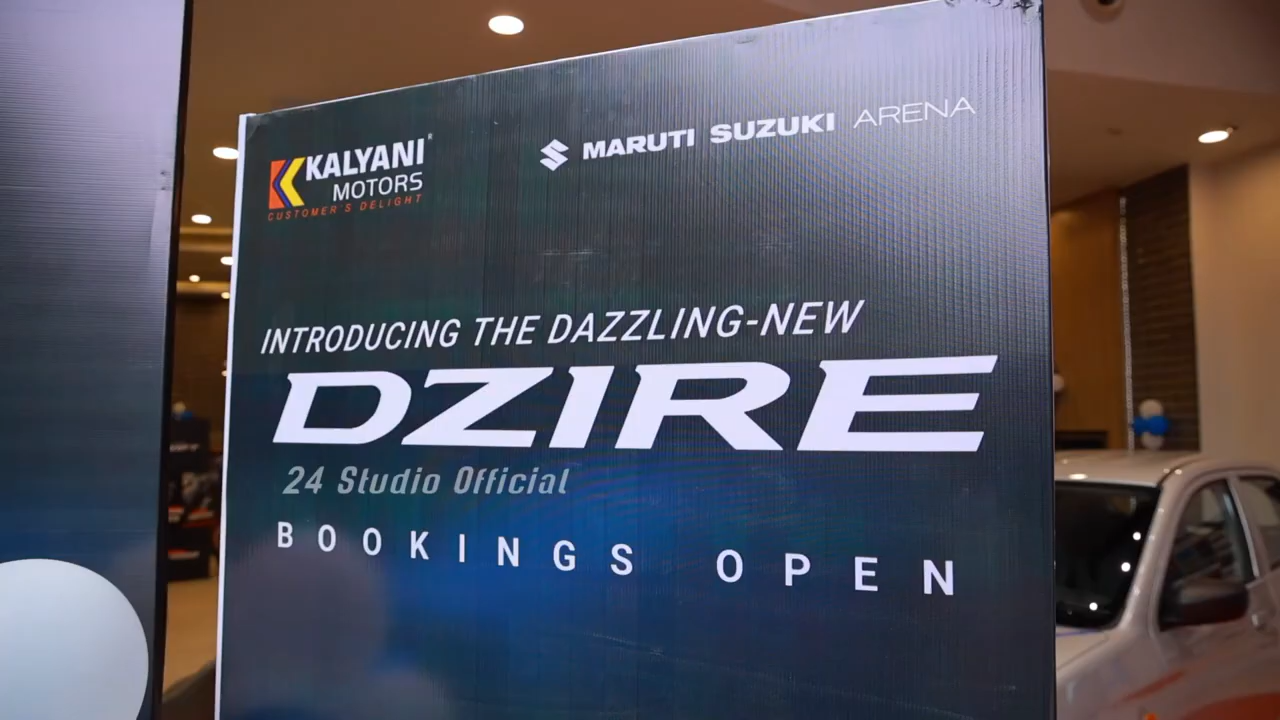 KALYANI
MOTORS
CUSTOMER'S DELIGHT
MARUTI SUZUKI ARENA
INTRODUCING THE DAZZLING-NEW
DZIRE
24 Studio Official
BOOKINGS OPEN